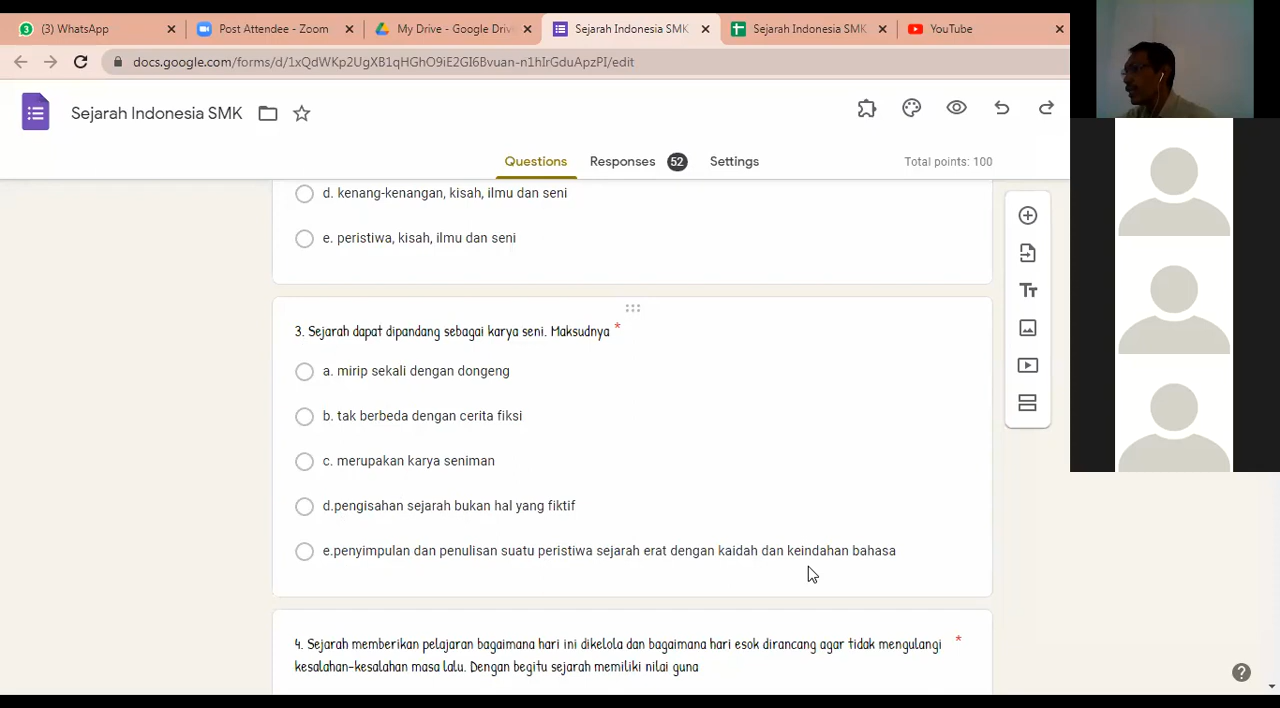 3
(3) WhatsApp
Post Attendee - Zoom
My Drive - Google Driv
Sejarah Indonesia SMK
Sejarah Indonesia SMK
YouTube
docs.google.com/forms/d/1xQdWKp2UgXB1qHGhO9iE2GI6Bvuan-n1hIrGduApzPI/edit
Sejarah Indonesia SMK
Questions
Responses 52
Settings
Total points: 100
d. kenang-kenangan, kisah, ilmu dan seni
e. peristiwa, kisah, ilmu dan seni
3. Sejarah dapat dipandang sebagai karya seni. Maksudnya *
a. mirip sekali dengan dongeng
b. tak berbeda dengan cerita fiksi
c. merupakan karya seniman
d.pengisahan sejarah bukan hal yang fiktif
e.penyimpulan dan penulisan suatu peristiwa sejarah erat dengan kaidah dan keindahan bahasa
4. Sejarah memberikan pelajaran bagaimana hari ini dikelola dan bagaimana hari esok dirancang agar tidak mengulangi *
kesalahan-kesalahan masa lalu. Dengan begitu sejarah memiliki nilai guna